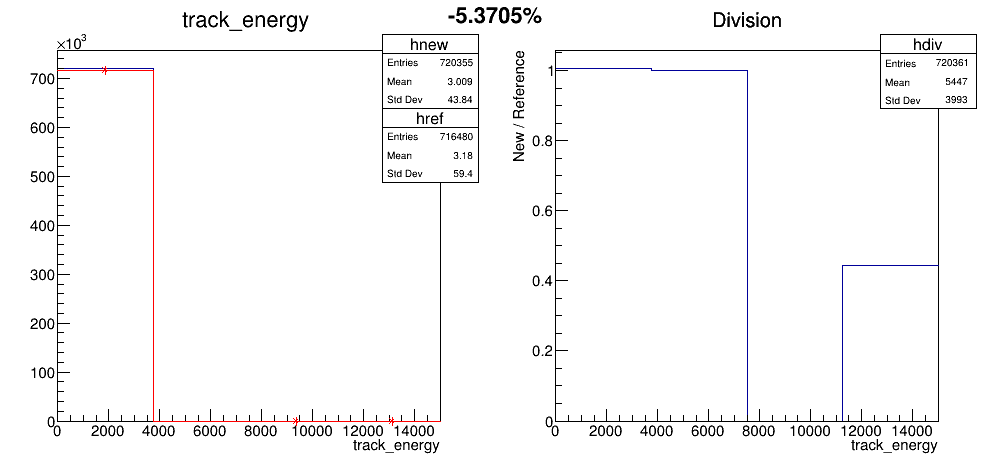 -5.3705%
track_energy
×10³
700
600
500
400
300
200
100
0
0 2000 4000 6000 8000 10000 12000 14000
track_energy
hnew
Entries 720355
Mean 3.009
Std Dev 43.84
href
Entries 716480
Mean 3.18
Std Dev 59.4
Division
New / Reference
1
0.8
0.6
0.4
0.2
0
0 2000 4000 6000 8000 10000 12000 14000
track_energy
hdiv
Entries 720361
Mean 5447
Std Dev 3993